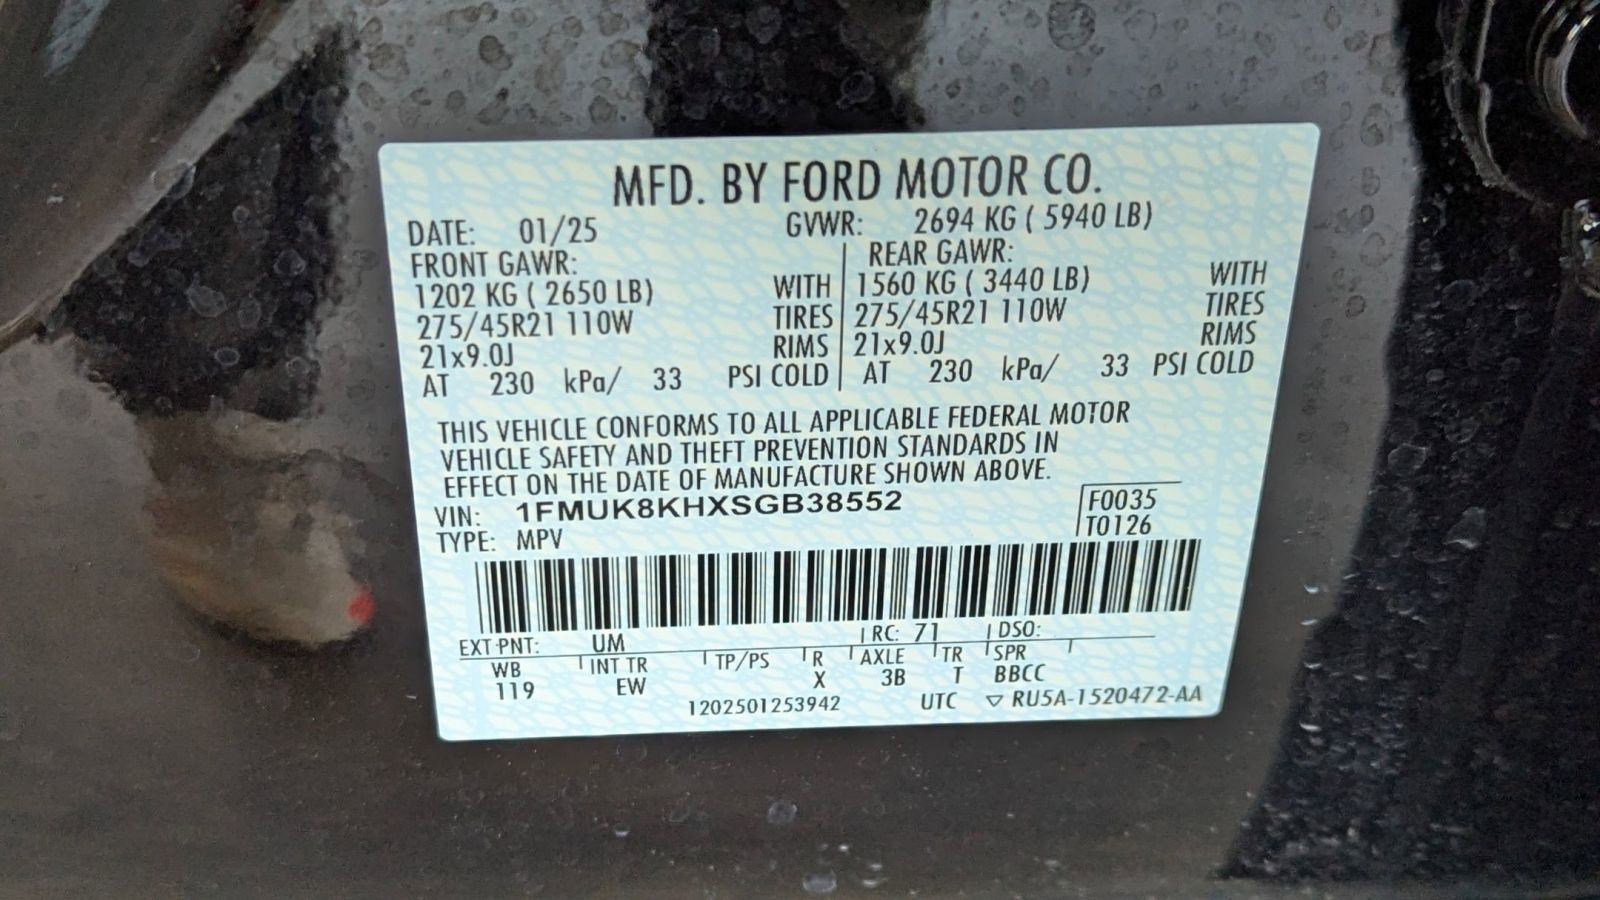 MFD. BY FORD MOTOR CO.
DATE: 01/25 GVWR: 2694 KG ( 5940 LB)
FRONT GAWR: REAR GAWR:
1202 KG ( 2650 LB) WITH 1560 KG ( 3440 LB) WITH
275/45R21 110W TIRES 275/45R21 110W TIRES
21x9.0J RIMS 21x9.0J RIMS
AT 230 kPa/ 33 PSI COLD AT 230 kPa/ 33 PSI COLD
THIS VEHICLE CONFORMS TO ALL APPLICABLE FEDERAL MOTOR
VEHICLE SAFETY AND THEFT PREVENTION STANDARDS IN
EFFECT ON THE DATE OF MANUFACTURE SHOWN ABOVE.
VIN: 1FMUK8KHXSGB38552 F0035
TYPE: MPV T0126
EXT PNT: UM RC: 71 DSO:
WB INT TR TP/PS R AXLE TR SPR
119 EW X 3B T BBCC
1202501253942 UTC ▽ RU5A-1520472-AA